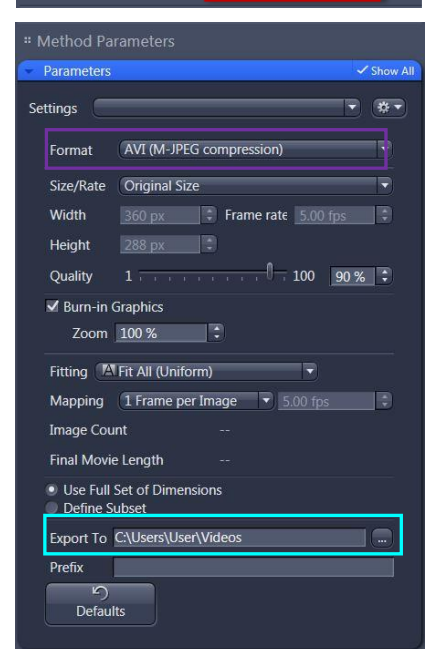 Method Parameters
Parameters Show All
Settings
Format AVI (M-JPEG compression)
Size/Rate Original Size
Width 360 px Frame rate 5.00 fps
Height 288 px
Quality 1 100 90 %
Burn-in Graphics
Zoom 100 %
Fitting A Fit All (Uniform)
Mapping 1 Frame per Image 5.00 fps
Image Count --
Final Movie Length --
Use Full Set of Dimensions
Define Subset
Export To C:\Users\User\Videos ...
Prefix
Defaults